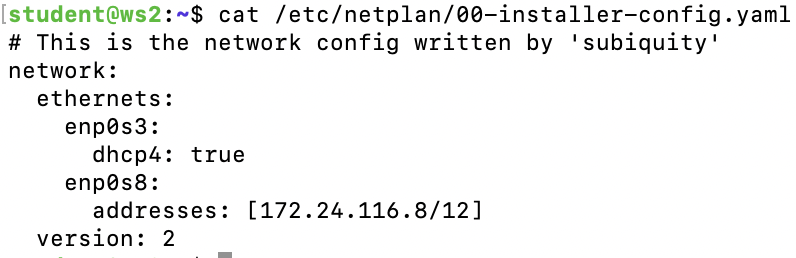 [student@ws2:~$ cat /etc/netplan/00-installer-config.yaml
# This is the network config written by 'subiquity'
network:
  ethernets:
    enp0s3:
      dhcp4: true
    enp0s8:
      addresses: [172.24.116.8/12]
  version: 2